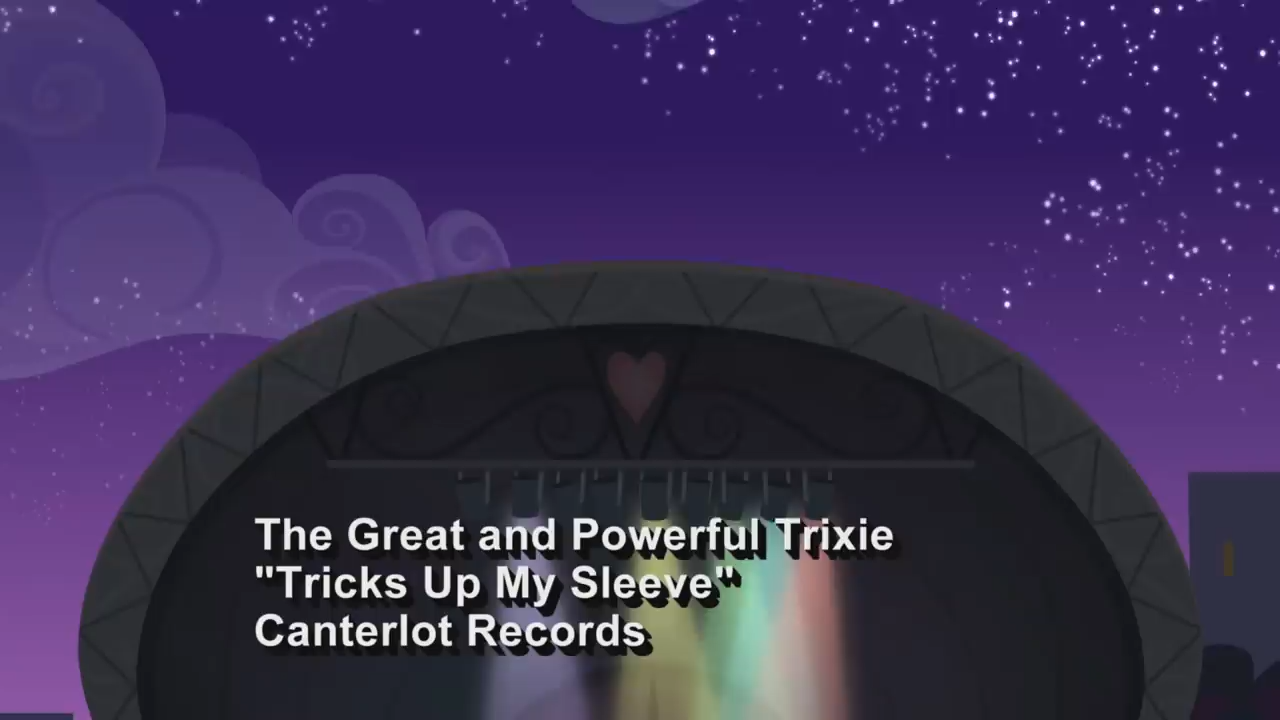 The Great and Powerful Trixie
"Tricks Up My Sleeve"
Canterlot Records